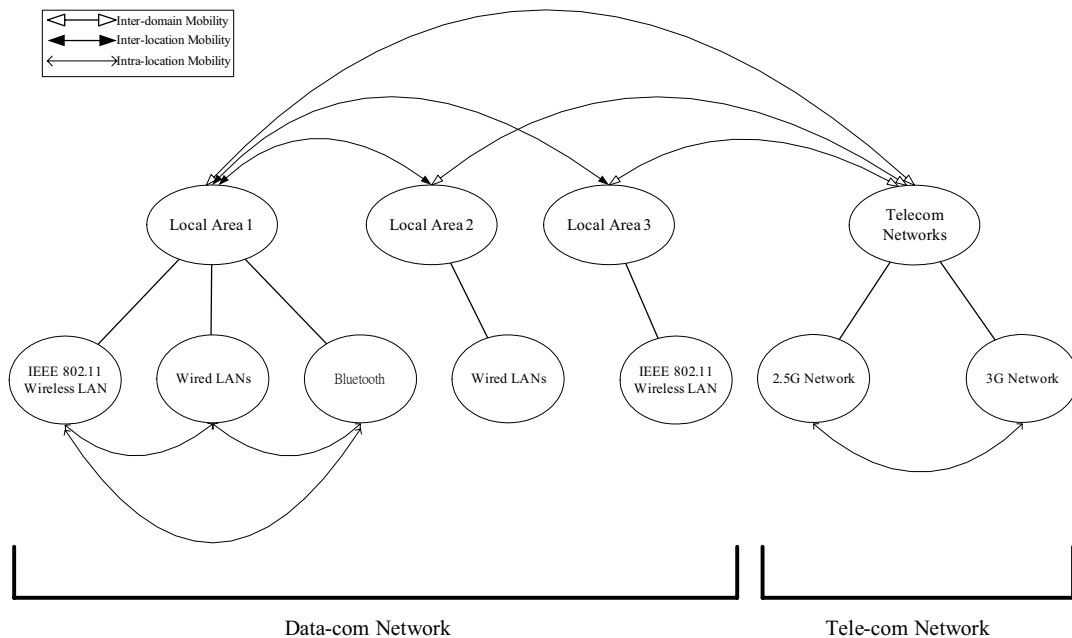 Inter-domain Mobility
Inter-location Mobility
Intra-location Mobility
Local Area 1
Local Area 2
Local Area 3
Telecom
Networks
IEEE 802.11
Wireless LAN
Wired LANs
Bluetooth
Wired LANs
IEEE 802.11
Wireless LAN
2.5G Network
3G Network
Data-com Network
Tele-com Network